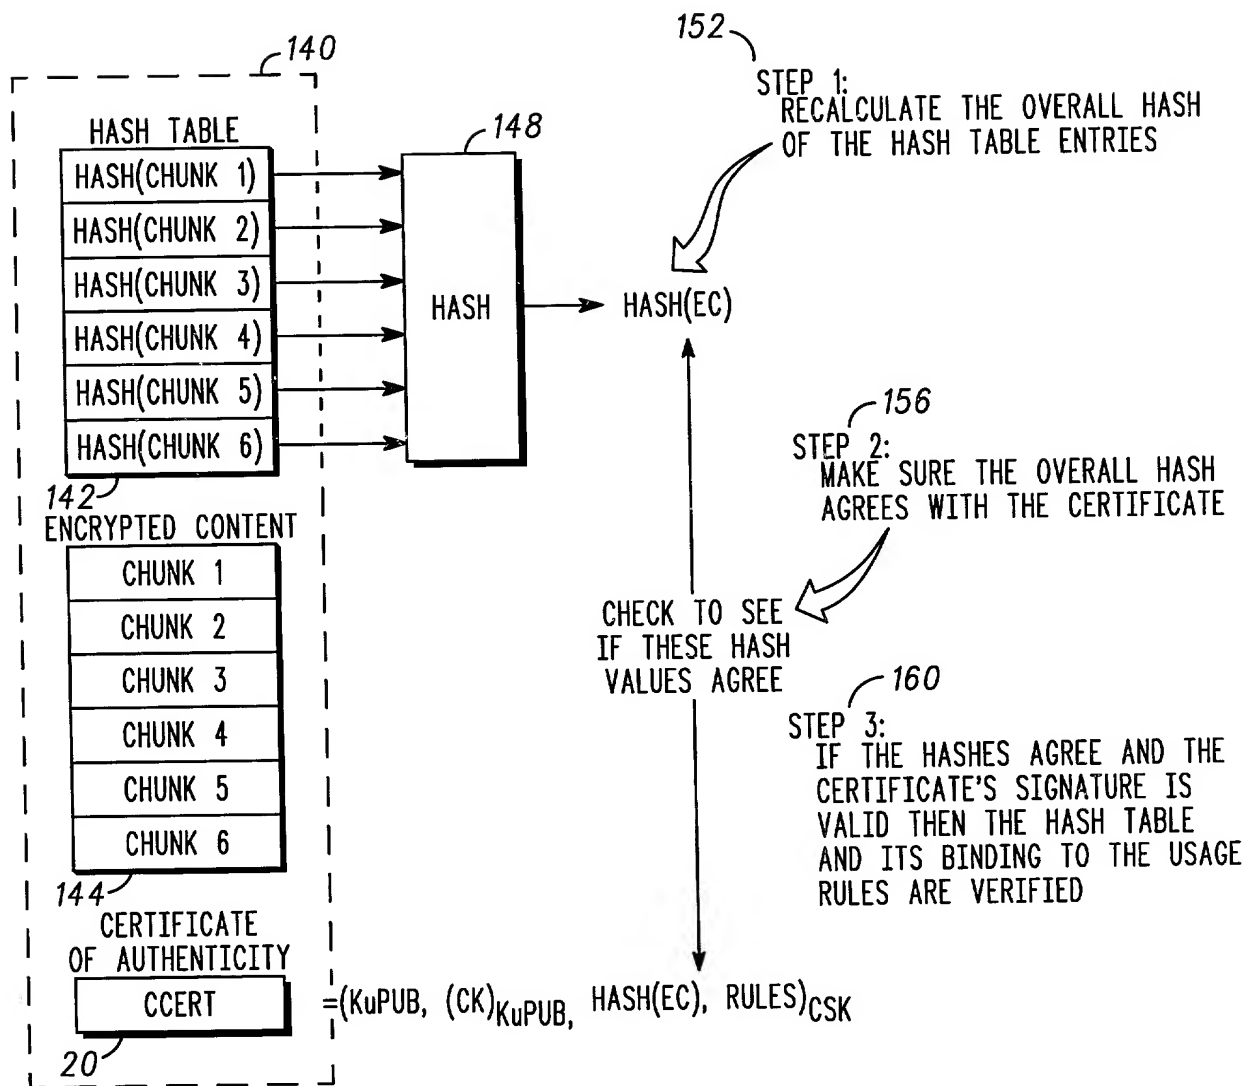 140
HASH TABLE
HASH(CHUNK 1)
HASH(CHUNK 2)
HASH(CHUNK 3)
HASH(CHUNK 4)
HASH(CHUNK 5)
HASH(CHUNK 6)
142
148
HASH
HASH(EC)
152
STEP 1:
RECALCULATE THE OVERALL HASH
OF THE HASH TABLE ENTRIES
156
STEP 2:
MAKE SURE THE OVERALL HASH
AGREES WITH THE CERTIFICATE
ENCRYPTED CONTENT
CHUNK 1
CHUNK 2
CHUNK 3
CHUNK 4
CHUNK 5
CHUNK 6
144
CHECK TO SEE
IF THESE HASH
VALUES AGREE
160
STEP 3:
IF THE HASHES AGREE AND THE
CERTIFICATE'S SIGNATURE IS
VALID THEN THE HASH TABLE
AND ITS BINDING TO THE USAGE
RULES ARE VERIFIED
CERTIFICATE
OF AUTHENTICITY
CCERT
=(KuPUB, (CK)KuPUB, HASH(EC), RULES)CSK
20